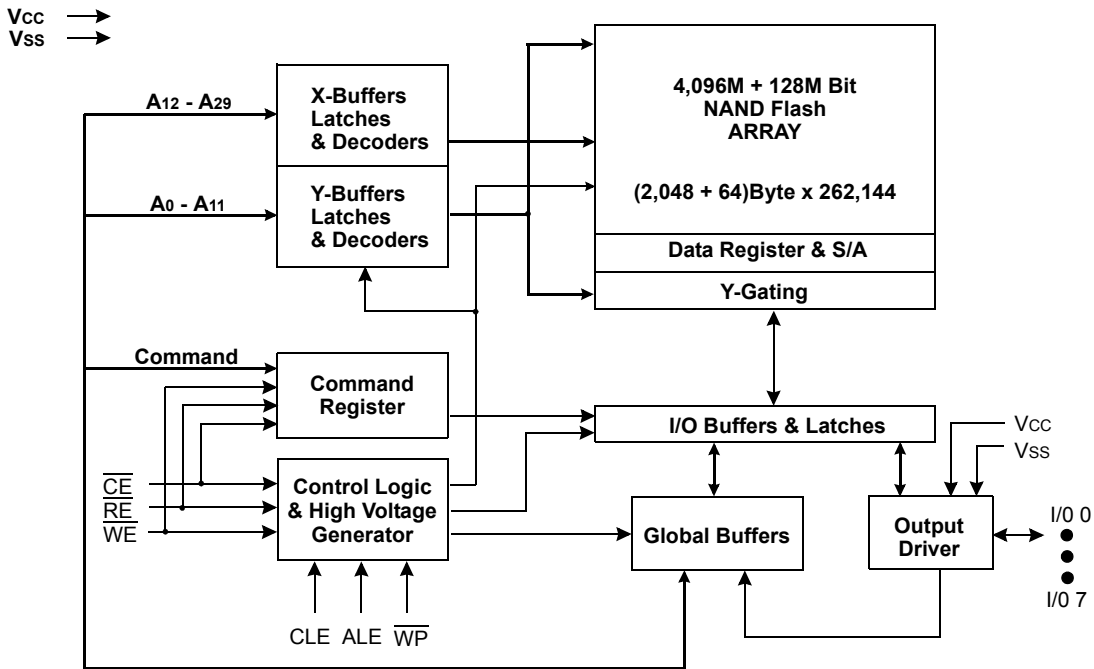 VCC
VSS
A12 - A29
X-Buffers
Latches
& Decoders
A0 - A11
Y-Buffers
Latches
& Decoders
4,096M + 128M Bit
NAND Flash
ARRAY
(2,048 + 64)Byte x 262,144
Data Register & S/A
Y-Gating
Command
Command
Register
I/O Buffers & Latches
VCC
VSS
CE
RE
WE
Control Logic
& High Voltage
Generator
Global Buffers
Output
Driver
I/0 0
I/0 7
CLE ALE WP